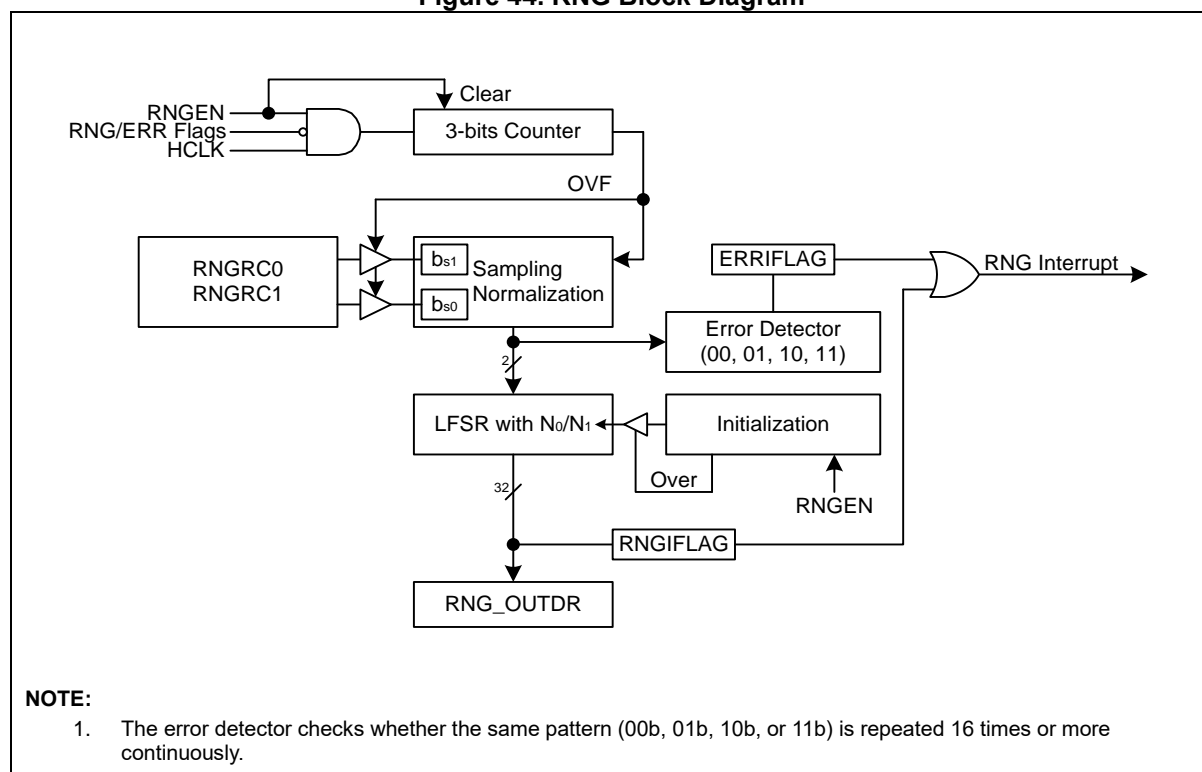 Figure 44. RNG Block Diagram
RNGEN
RNG/ERR Flags
HCLK
Clear
3-bits Counter
OVF
RNGRC0
RNGRC1
bs1
bs0
Sampling
Normalization
ERRIFLAG
RNG Interrupt
Error Detector
(00, 01, 10, 11)
2
LFSR with N0/N1
Initialization
Over
RNGEN
32
RNGIFLAG
RNG_OUTDR
NOTE:
1. The error detector checks whether the same pattern (00b, 01b, 10b, or 11b) is repeated 16 times or more
continuously.